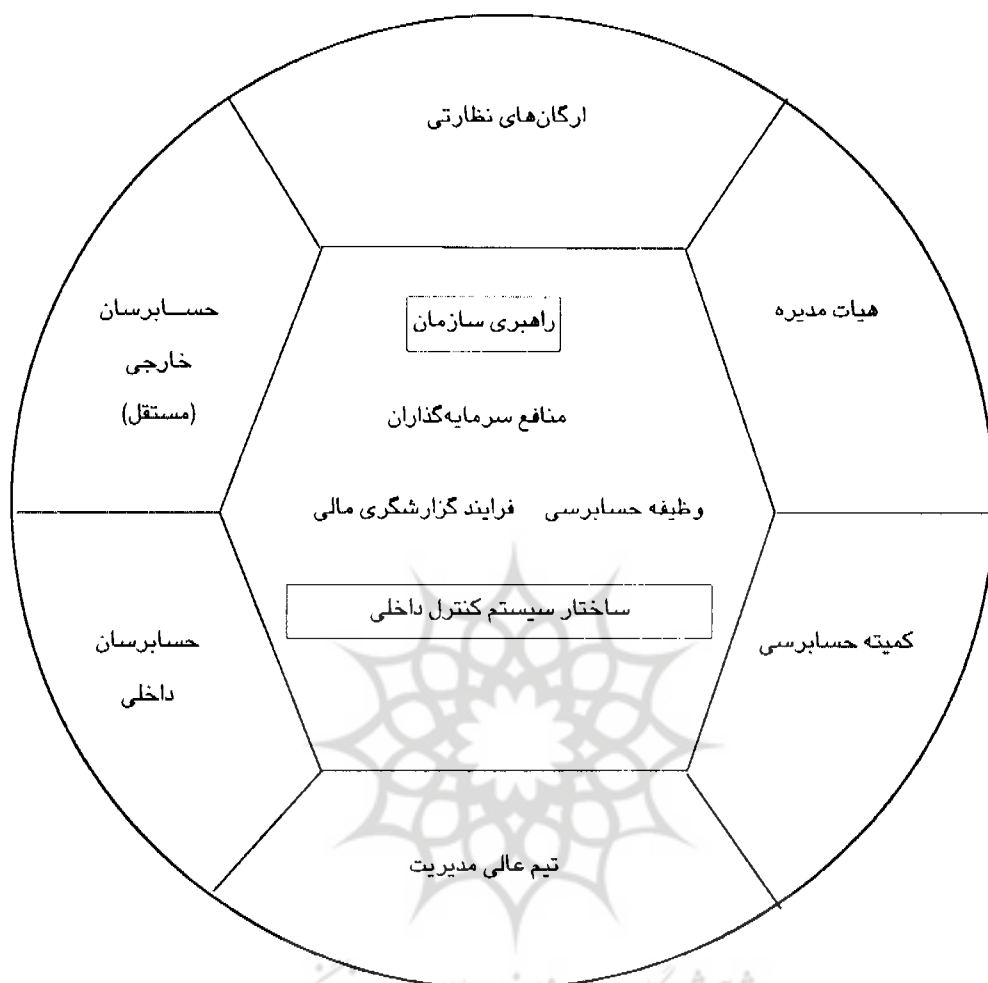 ارگان‌های نظارتی
هیات مدیره
حسابرسان
خارجی
(مستقل)
راهبری سازمان
منافع سرمایه‌گذاران
وظیفه حسابرسی    فرایند گزارشگری مالی
ساختار سیستم کنترل داخلی
کمیته حسابرسی
حسابرسان
داخلی
تیم عالی مدیریت